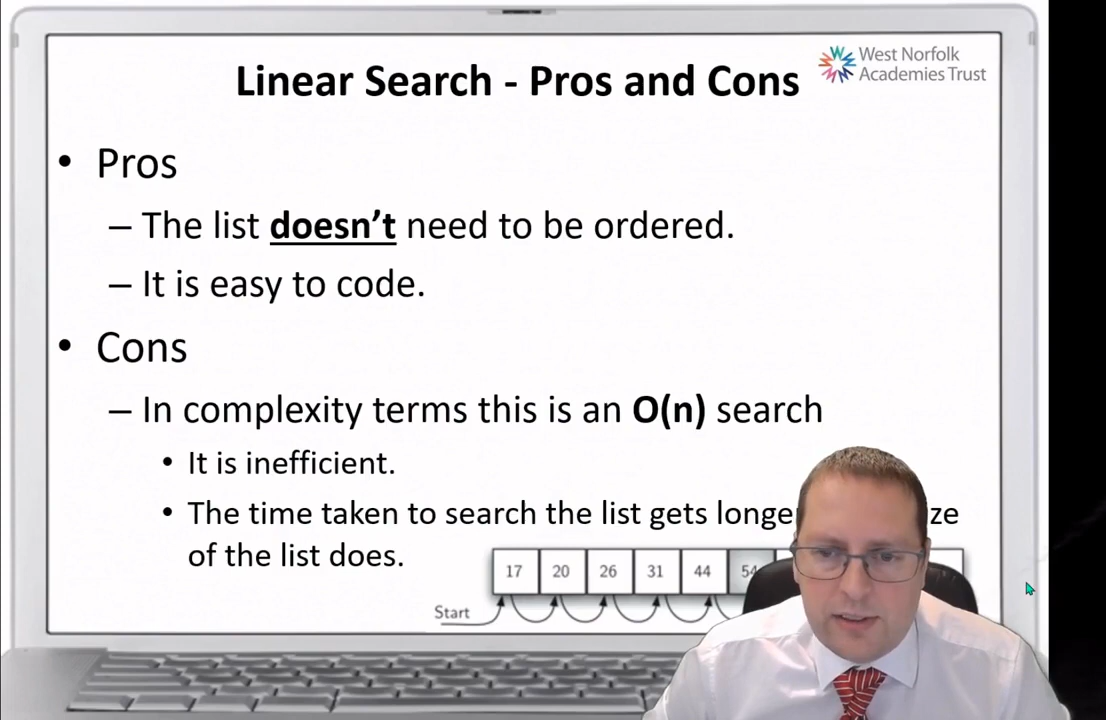 Linear Search - Pros and Cons
West Norfolk
Academies Trust
• Pros
– The list doesn't need to be ordered.
– It is easy to code.
• Cons
– In complexity terms this is an O(n) search
• It is inefficient.
• The time taken to search the list gets
of the list does.
17 20 26 31 44 54
Start